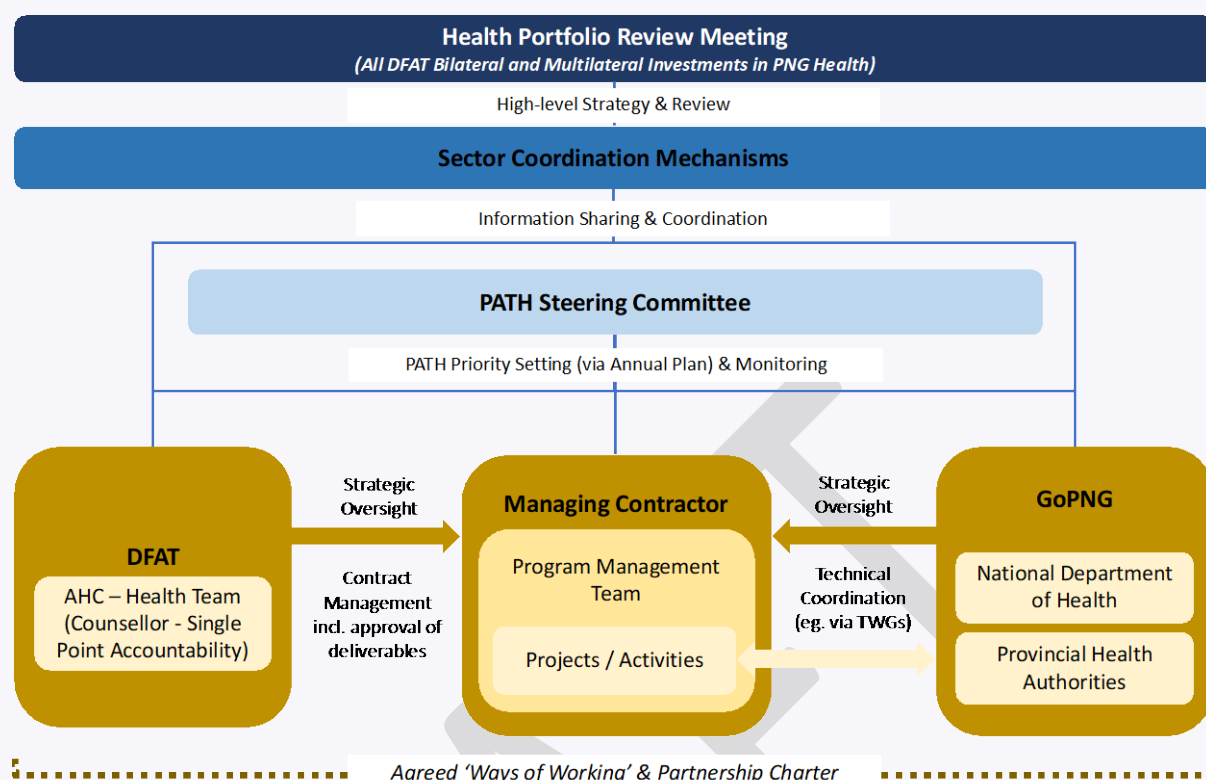 Health Portfolio Review Meeting
(All DFAT Bilateral and Multilateral Investments in PNG Health)
High-level Strategy & Review
Sector Coordination Mechanisms
Information Sharing & Coordination
PATH Steering Committee
PATH Priority Setting (via Annual Plan) & Monitoring
DFAT
AHC – Health Team
(Counsellor - Single
Point Accountability)
Strategic
Oversight
Contract
Management
incl. approval of
deliverables
Managing Contractor
Program Management
Team
Projects / Activities
Strategic
Oversight
Technical
Coordination
(eg. via TWGs)
GoPNG
National Department
of Health
Provincial Health
Authorities
Agreed ‘Ways of Working’ & Partnership Charter